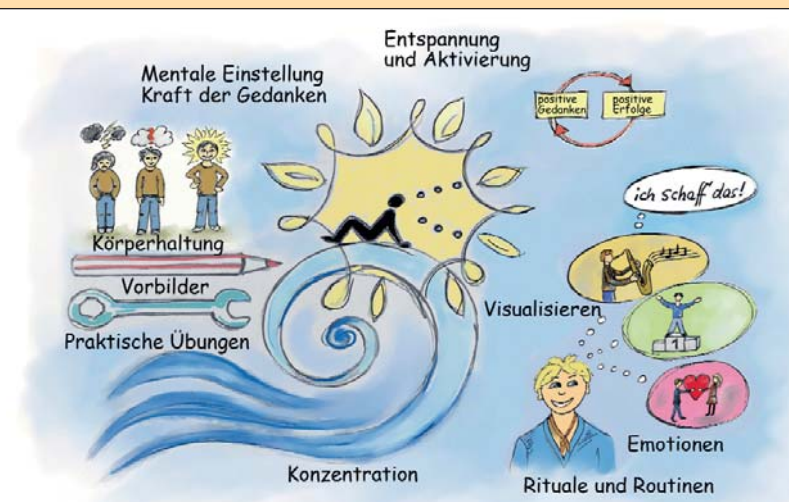 Entspannung
und Aktivierung
Mentale Einstellung
Kraft der Gedanken
positive
Gedanken
positive
Erfolge
ich schaff' das!
Körperhaltung
Vorbilder
Praktische Übungen
Visualisieren
1
Emotionen
Konzentration
Rituale und Routinen